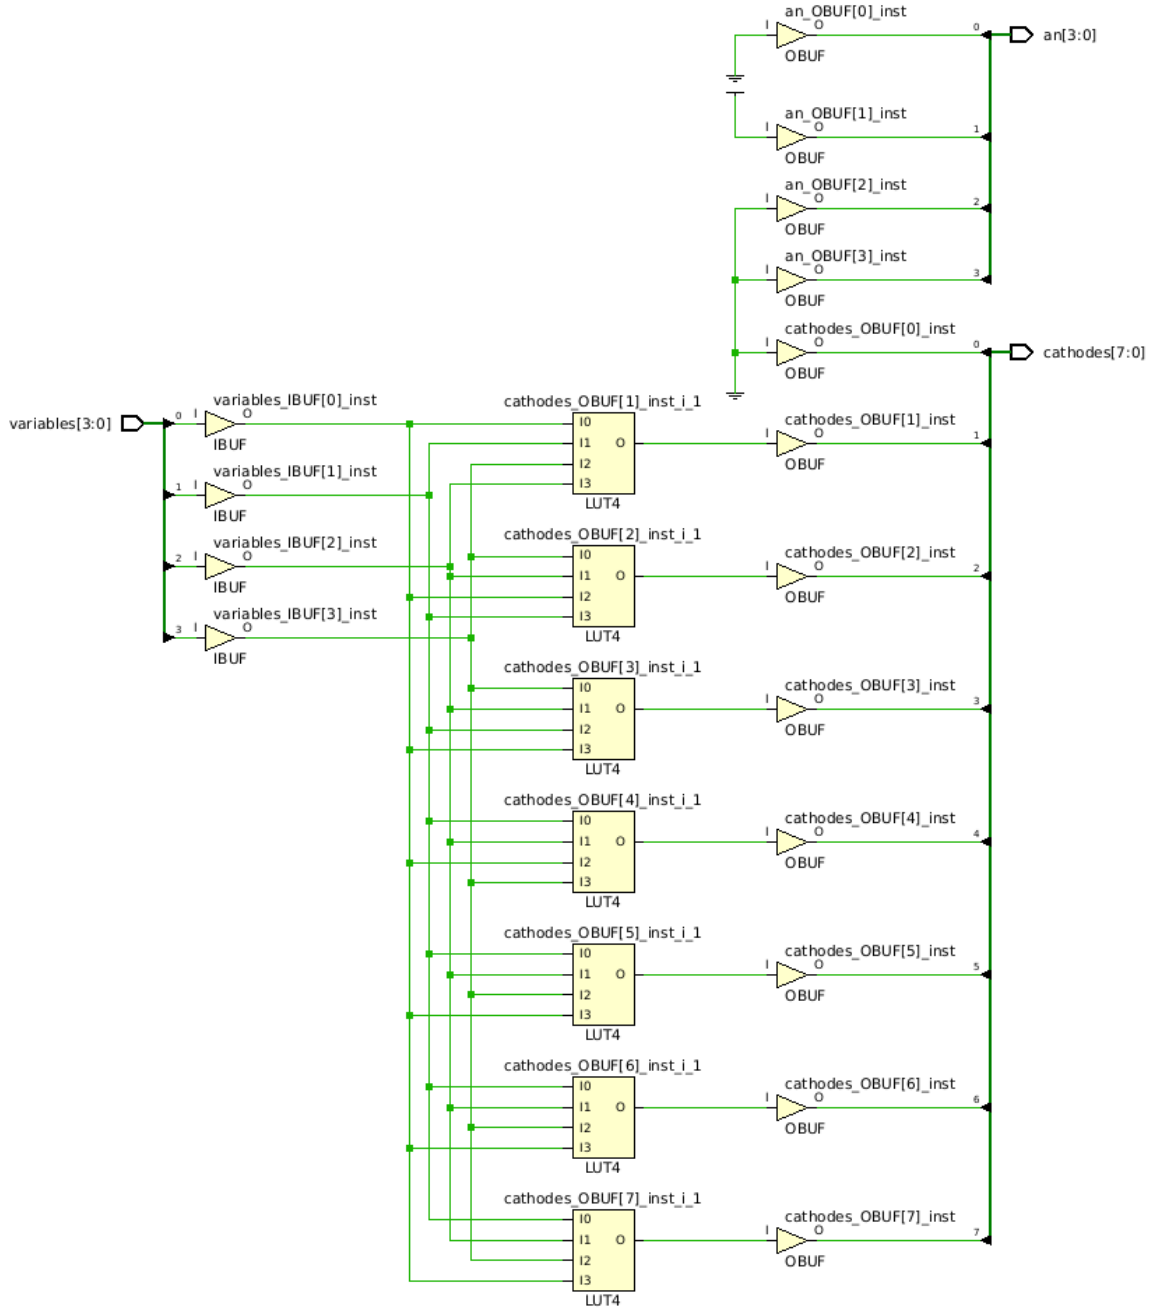 an_OBUF[0]_inst
I O
0
an[3:0]
OBUF
an_OBUF[1]_inst
I O
1
OBUF
an_OBUF[2]_inst
I O
2
OBUF
an_OBUF[3]_inst
I O
3
OBUF
cathodes_OBUF[0]_inst
I O
0
cathodes[7:0]
OBUF
variables[3:0]
0
variables_IBUF[0]_inst
I O
IBUF
1
variables_IBUF[1]_inst
I O
IBUF
2
variables_IBUF[2]_inst
I O
IBUF
3
variables_IBUF[3]_inst
I O
IBUF
cathodes_OBUF[1]_inst_i_1
I0
I1 O
I2
I3
LUT4
cathodes_OBUF[1]_inst
I O
1
OBUF
cathodes_OBUF[2]_inst_i_1
I0
I1 O
I2
I3
LUT4
cathodes_OBUF[2]_inst
I O
2
OBUF
cathodes_OBUF[3]_inst_i_1
I0
I1 O
I2
I3
LUT4
cathodes_OBUF[3]_inst
I O
3
OBUF
cathodes_OBUF[4]_inst_i_1
I0
I1 O
I2
I3
LUT4
cathodes_OBUF[4]_inst
I O
4
OBUF
cathodes_OBUF[5]_inst_i_1
I0
I1 O
I2
I3
LUT4
cathodes_OBUF[5]_inst
I O
5
OBUF
cathodes_OBUF[6]_inst_i_1
I0
I1 O
I2
I3
LUT4
cathodes_OBUF[6]_inst
I O
6
OBUF
cathodes_OBUF[7]_inst_i_1
I0
I1 O
I2
I3
LUT4
cathodes_OBUF[7]_inst
I O
7
OBUF